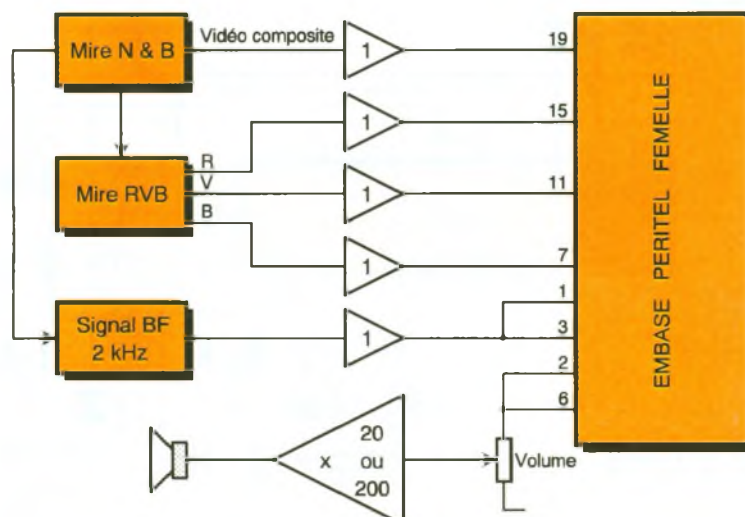 Mire N & B
Vidéo composite
1
19
1
15
Mire RVB
R
V
B
1
11
1
7
Signal BF
2 kHz
1
1
3
2
6
EMBASE PERITEL FEMELLE
20
x ou
200
Volume